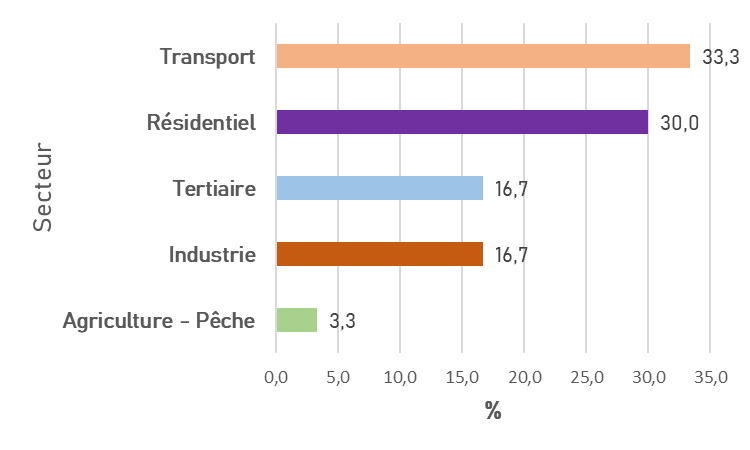 Secteur
Transport 33,3
Résidentiel 30,0
Tertiaire 16,7
Industrie 16,7
Agriculture - Pêche 3,3
0,0 5,0 10,0 15,0 20,0 25,0 30,0 35,0
%